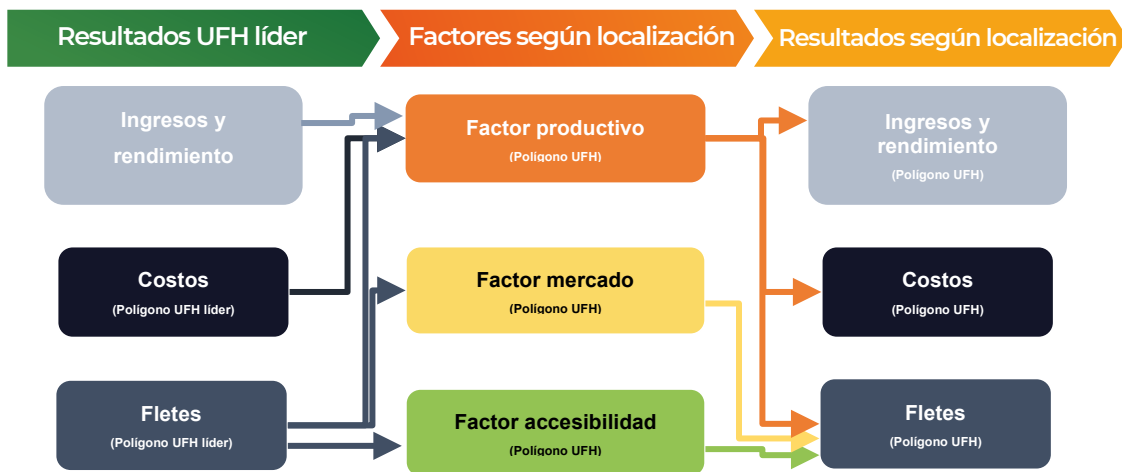 Resultados UFH líder
Factores según localización
Resultados según localización
Ingresos y
rendimiento
Factor productivo
(Polígono UFH)
Ingresos y
rendimiento
(Polígono UFH)
Costos
(Polígono UFH líder)
Factor mercado
(Polígono UFH)
Costos
(Polígono UFH)
Fletes
(Polígono UFH líder)
Factor accesibilidad
(Polígono UFH)
Fletes
(Polígono UFH)